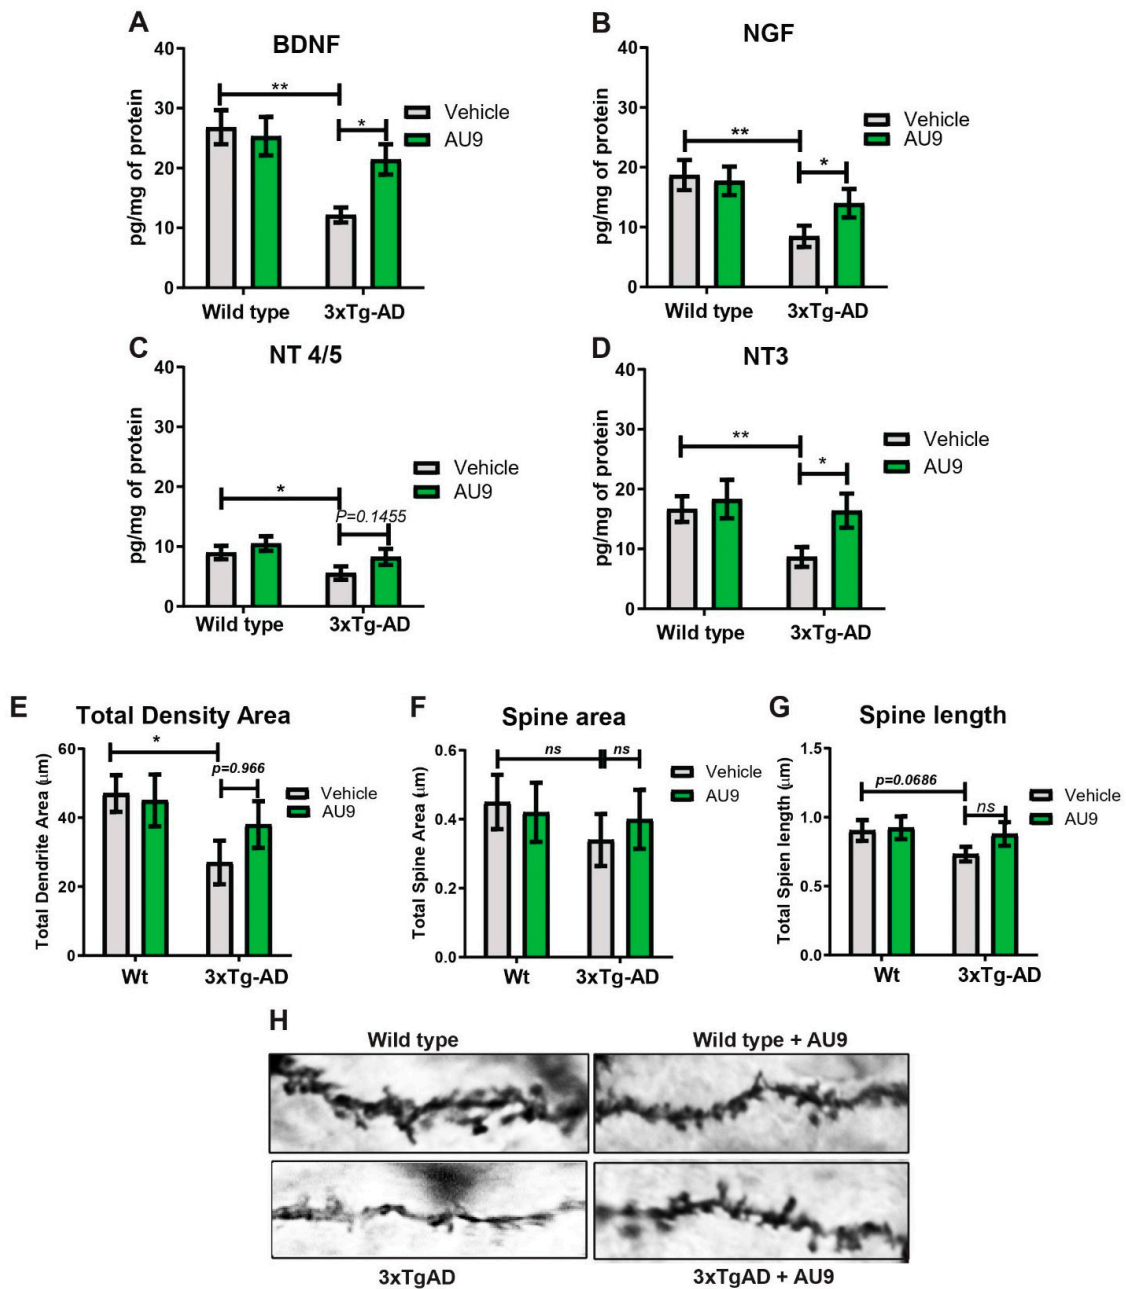 A
BDNF
40
30
20
10
0
pg/mg of protein
**
*
Vehicle
AU9
Wild type
3xTg-AD
B
NGF
40
30
20
10
0
pg/mg of protein
**
*
Vehicle
AU9
Wild type
3xTg-AD
C
NT 4/5
40
30
20
10
0
pg/mg of protein
*
P=0.1455
Vehicle
AU9
Wild type
3xTg-AD
D
NT3
40
30
20
10
0
pg/mg of protein
**
*
Vehicle
AU9
Wild type
3xTg-AD
E
Total Density Area
60
40
20
0
Total Dendrite Area (μm)
*
p=0.966
Vehicle
AU9
Wt
3xTg-AD
F
Spine area
0.6
0.4
0.2
0.0
Total Spine Area (μm)
ns
ns
Vehicle
AU9
Wt
3xTg-AD
G
Spine length
1.5
1.0
0.5
0.0
Total Spien length (μm)
p=0.0686
ns
Vehicle
AU9
Wt
3xTg-AD
H
Wild type
Wild type + AU9
3xTgAD
3xTgAD + AU9